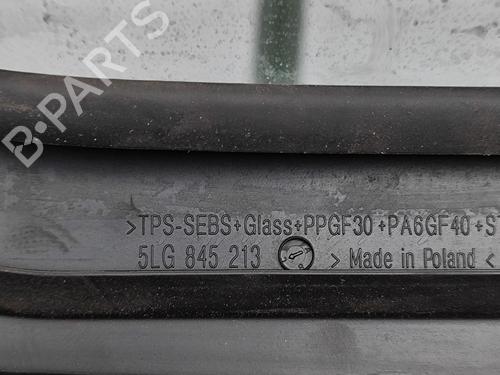 B-PARTS
>TPS-SEBS+Glass+PPGF30+PA6GF40+S
5LG 845 213 > Made in Poland <